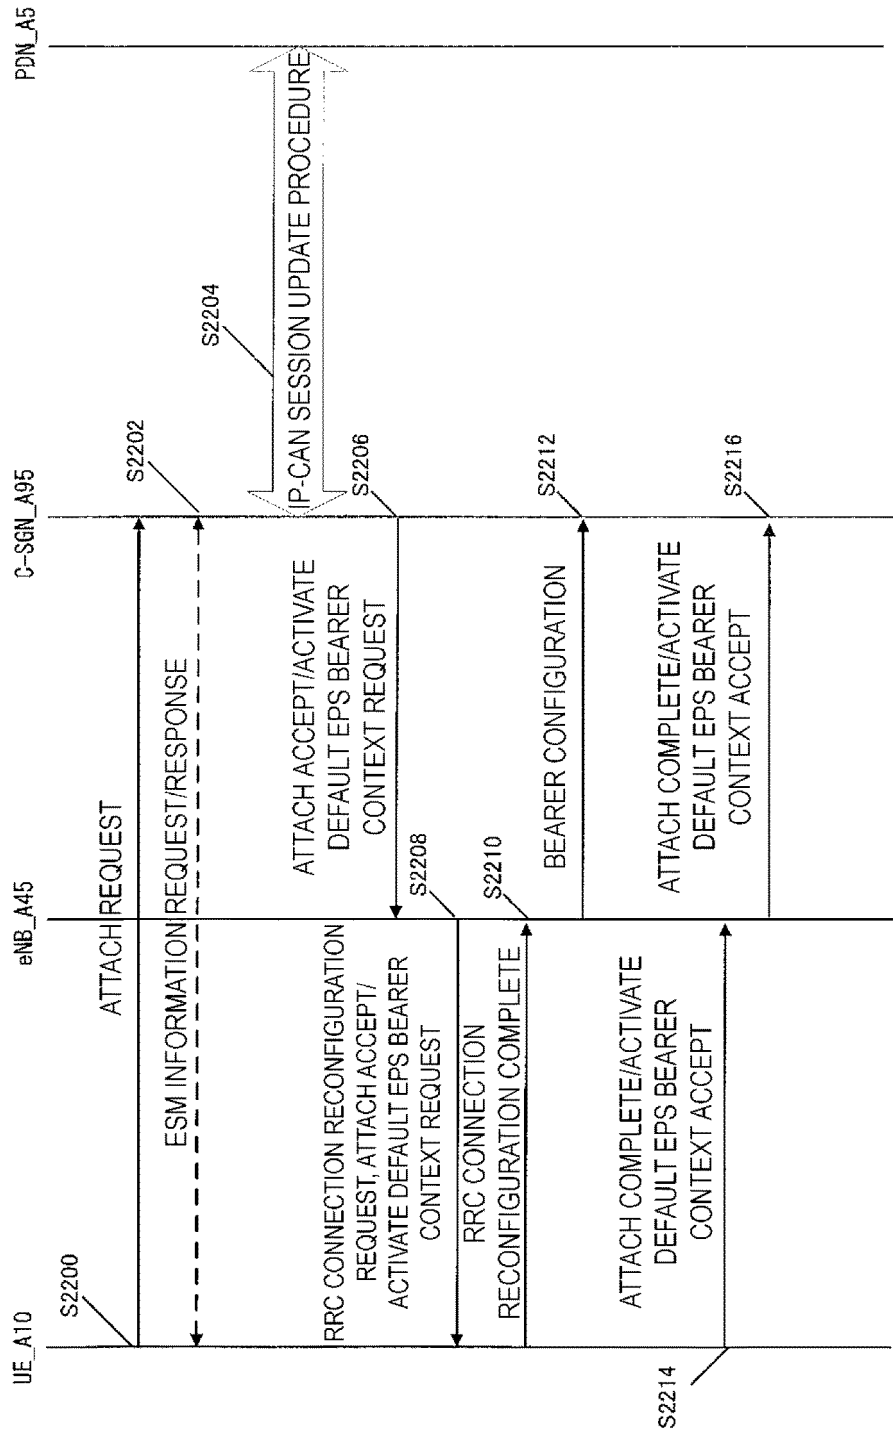 UE_A10
eNB_A45
C-SGN_A95
PDN_A5
S2200
ATTACH REQUEST
ESM INFORMATION REQUEST/RESPONSE
S2202
S2204
IP-CAN SESSION UPDATE PROCEDURE
ATTACH ACCEPT/ACTIVATE
DEFAULT EPS BEARER
CONTEXT REQUEST
S2206
RRC CONNECTION RECONFIGURATION
REQUEST, ATTACH ACCEPT/
ACTIVATE DEFAULT EPS BEARER
CONTEXT REQUEST
S2208
RRC CONNECTION
RECONFIGURATION COMPLETE
S2210
BEARER CONFIGURATION
S2212
ATTACH COMPLETE/ACTIVATE
DEFAULT EPS BEARER
CONTEXT ACCEPT
S2214
ATTACH COMPLETE/ACTIVATE
DEFAULT EPS BEARER
CONTEXT ACCEPT
S2216